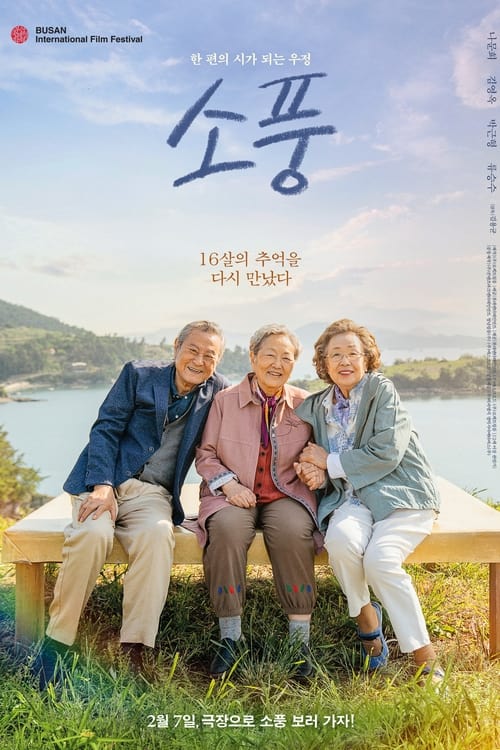 BUSAN
International Film Festival
한 편의 시가 되는 우정
소풍
나문희 김영옥 박근형 류승수
16살의 추억을
다시 만났다
2월 7일, 극장으로 소풍 보러 가자!